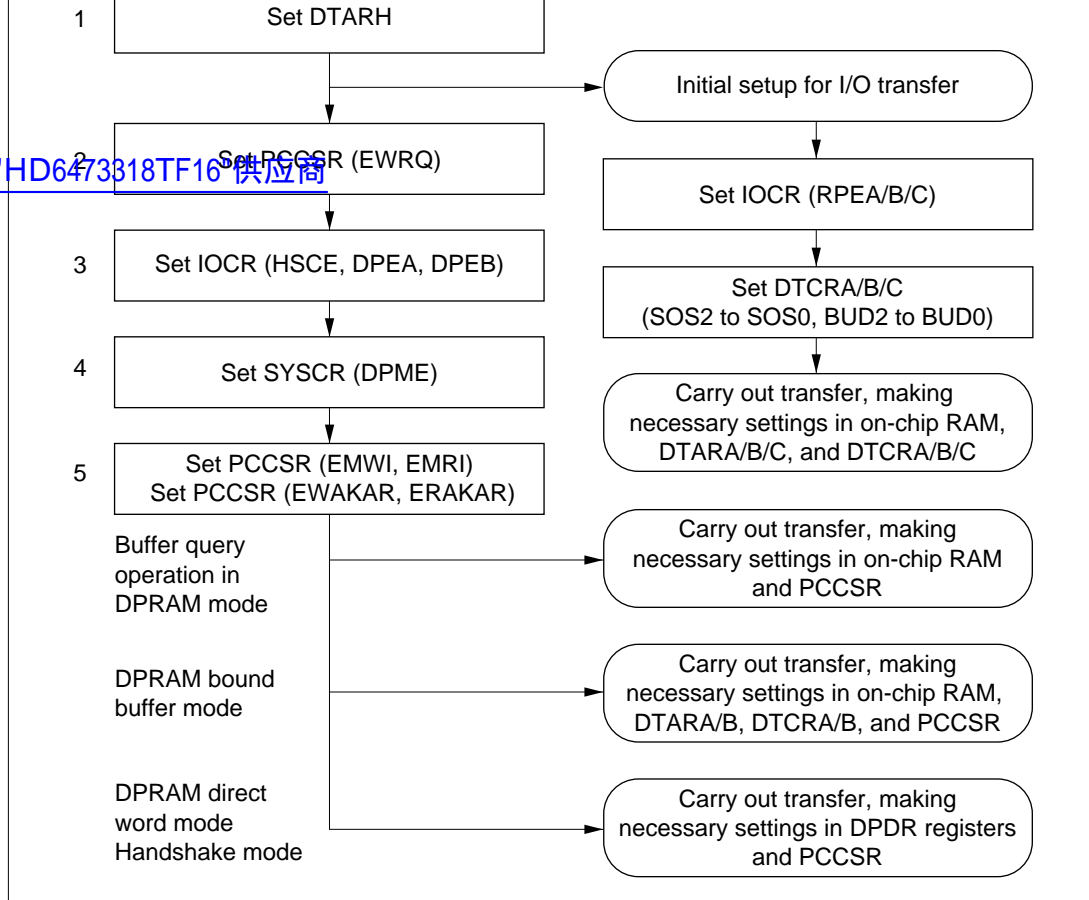 1
Set DTARH
Initial setup for I/O transfer
2
Set PCCSR (EWRQ)
"HD6473318TF16"供应商
Set IOCR (RPEA/B/C)
3
Set IOCR (HSCE, DPEA, DPEB)
Set DTCRA/B/C
(SOS2 to SOS0, BUD2 to BUD0)
4
Set SYSCR (DPME)
Carry out transfer, making
necessary settings in on-chip RAM,
DTARA/B/C, and DTCRA/B/C
5
Set PCCSR (EMWI, EMRI)
Set PCCSR (EWAKAR, ERAKAR)
Buffer query
operation in
DPRAM mode
Carry out transfer, making
necessary settings in on-chip RAM
and PCCSR
DPRAM bound
buffer mode
Carry out transfer, making
necessary settings in on-chip RAM,
DTARA/B, DTCRA/B, and PCCSR
DPRAM direct
word mode
Handshake mode
Carry out transfer, making
necessary settings in DPDR registers
and PCCSR